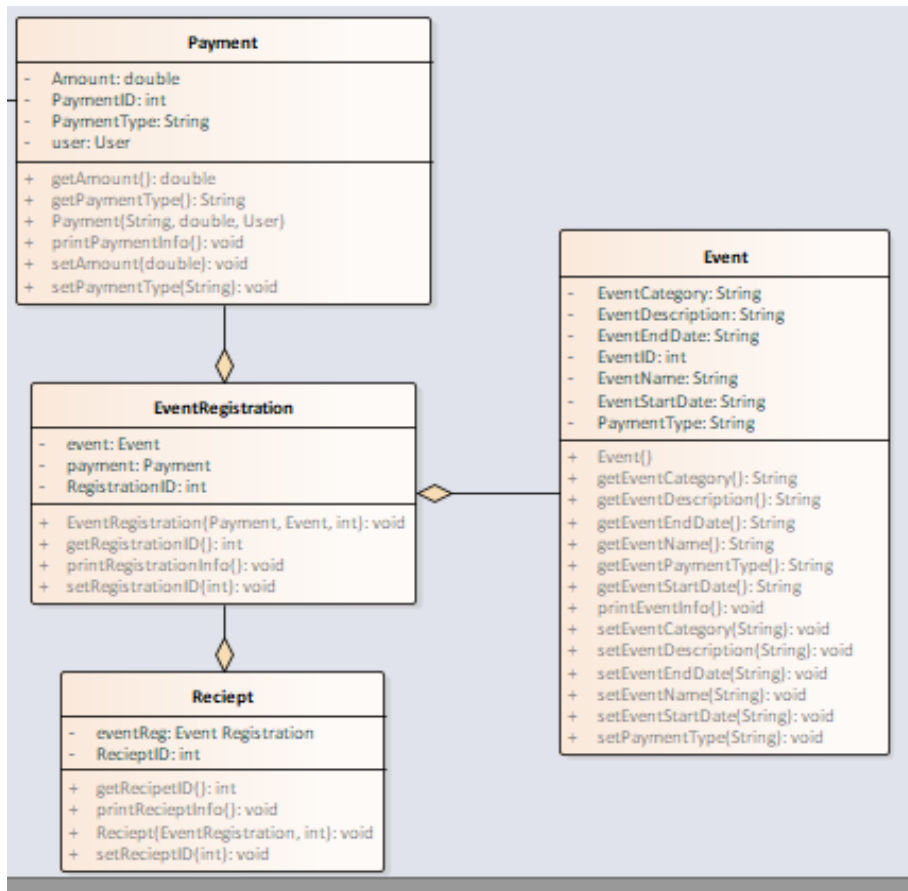 Payment
- Amount: double
- PaymentID: int
- PaymentType: String
- user: User
+ getAmount(): double
+ getPaymentType(): String
+ Payment(String, double, User)
+ printPaymentInfo(): void
+ setAmount(double): void
+ setPaymentType(String): void
EventRegistration
- event: Event
- payment: Payment
- RegistrationID: int
+ EventRegistration(Payment, Event, int): void
+ getRegistrationID(): int
+ printRegistrationInfo(): void
+ setRegistrationID(int): void
Reciept
- eventReg: Event Registration
- RecieptID: int
+ getRecipetID(): int
+ printRecieptInfo(): void
+ Reciept(EventRegistration, int): void
+ setRecieptID(int): void
Event
- EventCategory: String
- EventDescription: String
- EventEndDate: String
- EventID: int
- EventName: String
- EventStartDate: String
- PaymentType: String
+ Event()
+ getEventCategory(): String
+ getEventDescription(): String
+ getEventEndDate(): String
+ getEventName(): String
+ getEventPaymentType(): String
+ getEventStartDate(): String
+ printEventInfo(): void
+ setEventCategory(String): void
+ setEventDescription(String): void
+ setEventEndDate(String): void
+ setEventName(String): void
+ setEventStartDate(String): void
+ setPaymentType(String): void